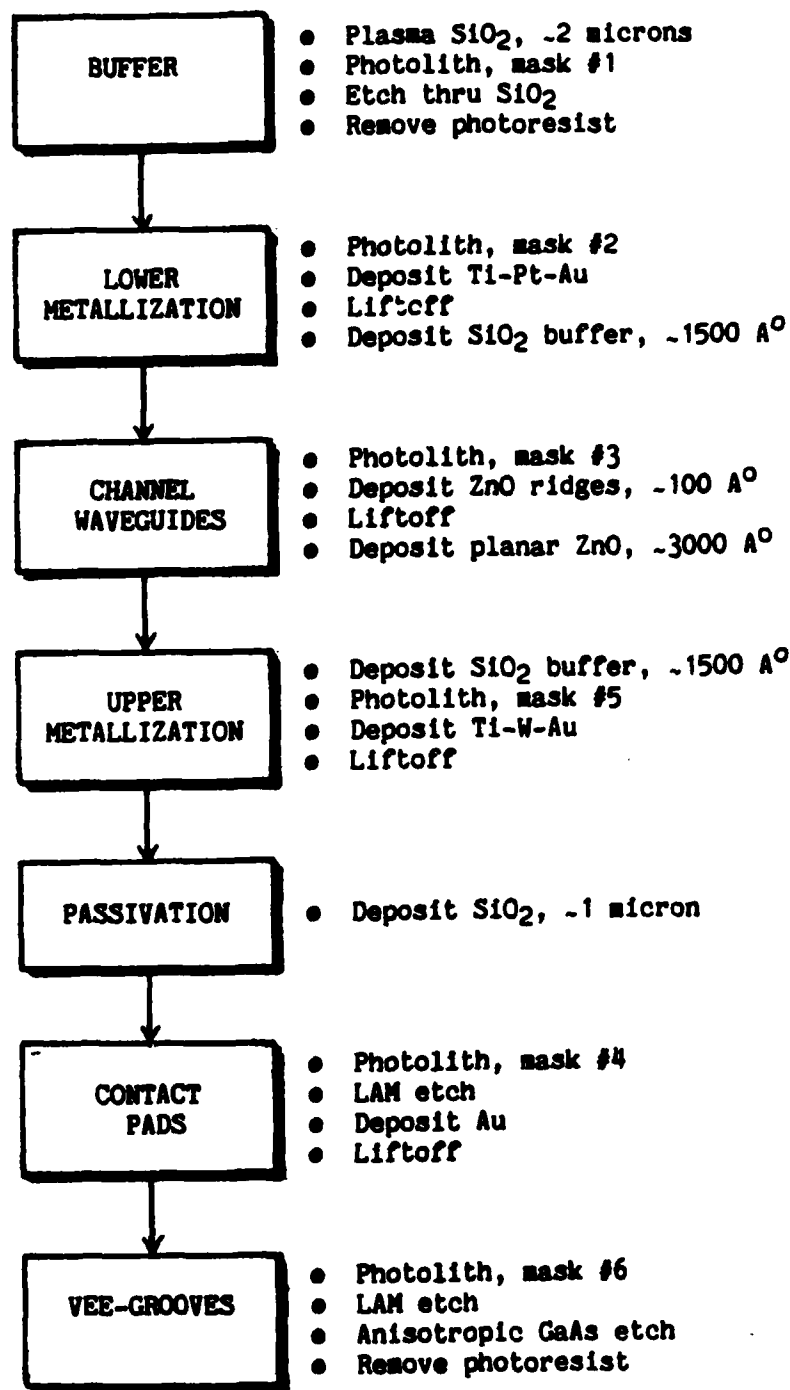 BUFFER
● Plasma SiO₂, ~2 microns
● Photolith, mask #1
● Etch thru SiO₂
● Remove photoresist
LOWER
METALLIZATION
● Photolith, mask #2
● Deposit Ti-Pt-Au
● Liftoff
● Deposit SiO₂ buffer, ~1500 A⁰
CHANNEL
WAVEGUIDES
● Photolith, mask #3
● Deposit ZnO ridges, ~100 A⁰
● Liftoff
● Deposit planar ZnO, ~3000 A⁰
UPPER
METALLIZATION
● Deposit SiO₂ buffer, ~1500 A⁰
● Photolith, mask #5
● Deposit Ti-W-Au
● Liftoff
PASSIVATION
● Deposit SiO₂, ~1 micron
CONTACT
PADS
● Photolith, mask #4
● LAM etch
● Deposit Au
● Liftoff
VEE-GROOVES
● Photolith, mask #6
● LAM etch
● Anisotropic GaAs etch
● Remove photoresist